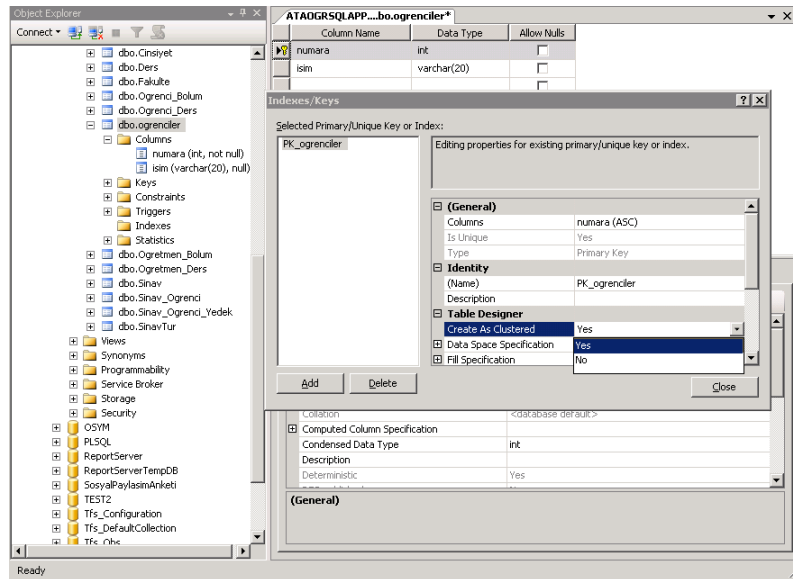 Object Explorer
Connect
dbo.Cinsiyet
dbo.Ders
dbo.Fakulte
dbo.Ogrenci_Bolum
dbo.Ogrenci_Ders
dbo.ogrenciler
Columns
numara (int, not null)
isim (varchar(20), null)
Keys
Constraints
Triggers
Indexes
Statistics
dbo.Ogretmen_Bolum
dbo.Ogretmen_Ders
dbo.Sinav
dbo.Sinav_Ogrenci
dbo.Sinav_Ogrenci_Yedek
dbo.SinavTur
Views
Synonyms
Programmability
Service Broker
Storage
Security
OSYM
PLSQL
ReportServer
ReportServerTempDB
SosyalPaylasimAnketi
TEST2
Tfs_Configuration
Tfs_DefaultCollection
Tfs_Obs
ATAOGRSQLAPP....bo.ogrenciler*
Column Name Data Type Allow Nulls
numara int
isim varchar(20)
Indexes/Keys
Selected Primary/Unique Key or Index:
PK_ogrenciler
Editing properties for existing primary/unique key or index.
(General)
Columns numara (ASC)
Is Unique Yes
Type Primary Key
Identity
(Name) PK_ogrenciler
Description
Table Designer
Create As Clustered Yes
Data Space Specification Yes
Fill Specification No
Add Delete
Close
Collation <database default>
Computed Column Specification
Condensed Data Type int
Description
Deterministic Yes
(General)
Ready